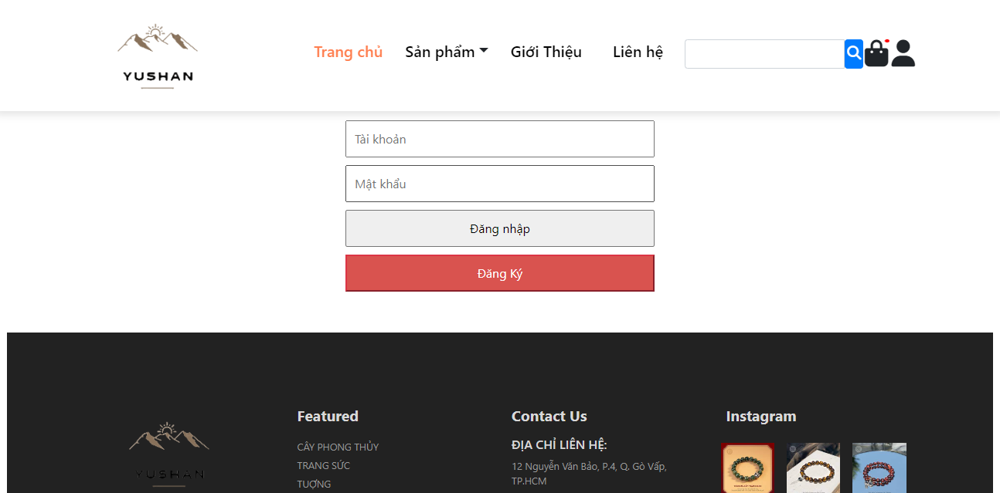 YUSHAN
Trang chủ
Sản phẩm
Giới Thiệu
Liên hệ
Tài khoản
Mật khẩu
Đăng nhập
Đăng Ký
YUSHAN
Featured
CÂY PHONG THỦY
TRANG SỨC
TƯỢNG
Contact Us
ĐỊA CHỈ LIÊN HỆ:
12 Nguyễn Văn Bảo, P.4, Q. Gò Vấp,
TP.HCM
Instagram